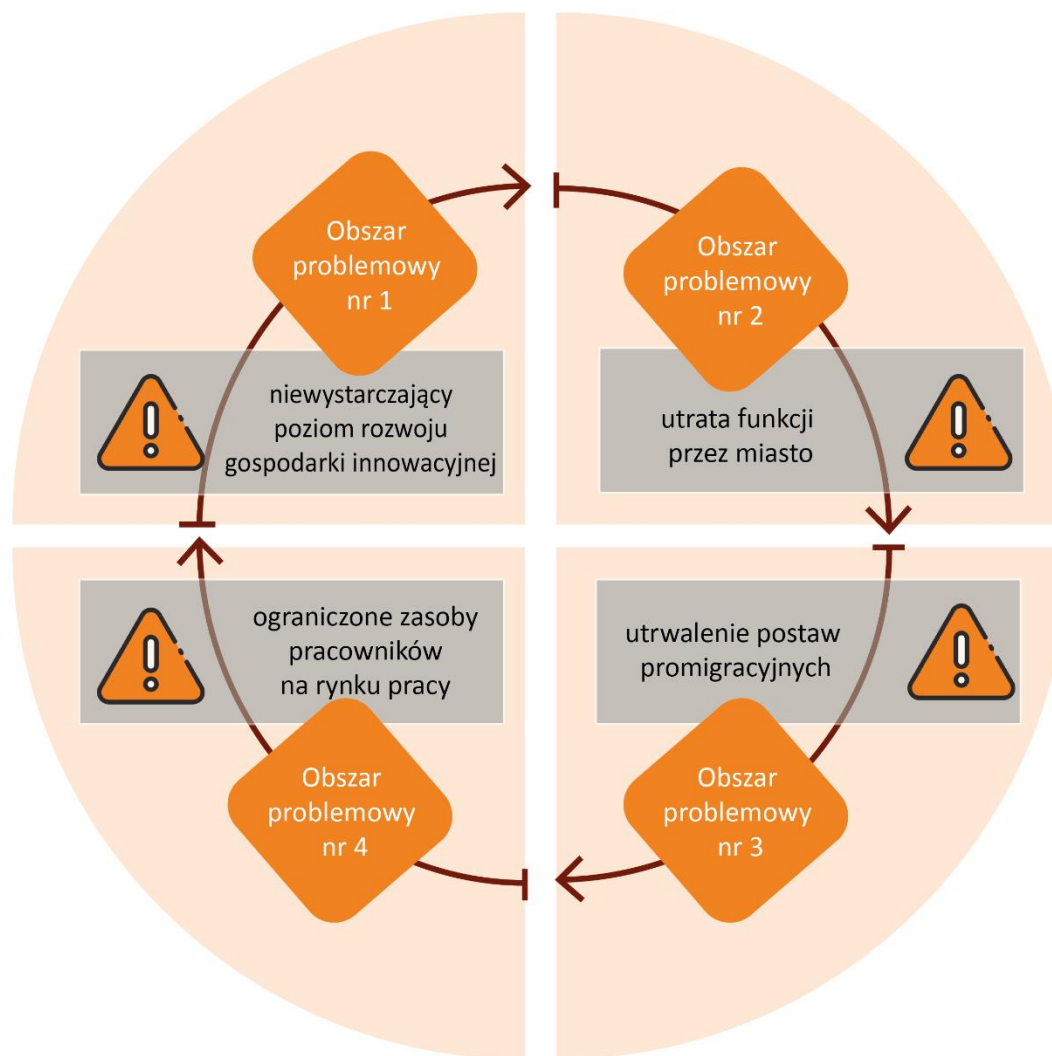 Obszar
problemowy
nr 1
niewystarczający
poziom rozwoju
gospodarki innowacyjnej
Obszar
problemowy
nr 2
utrata funkcji
przez miasto
utrwalenie postaw
promigracyjnych
Obszar
problemowy
nr 3
ograniczone zasoby
pracowników
na rynku pracy
Obszar
problemowy
nr 4